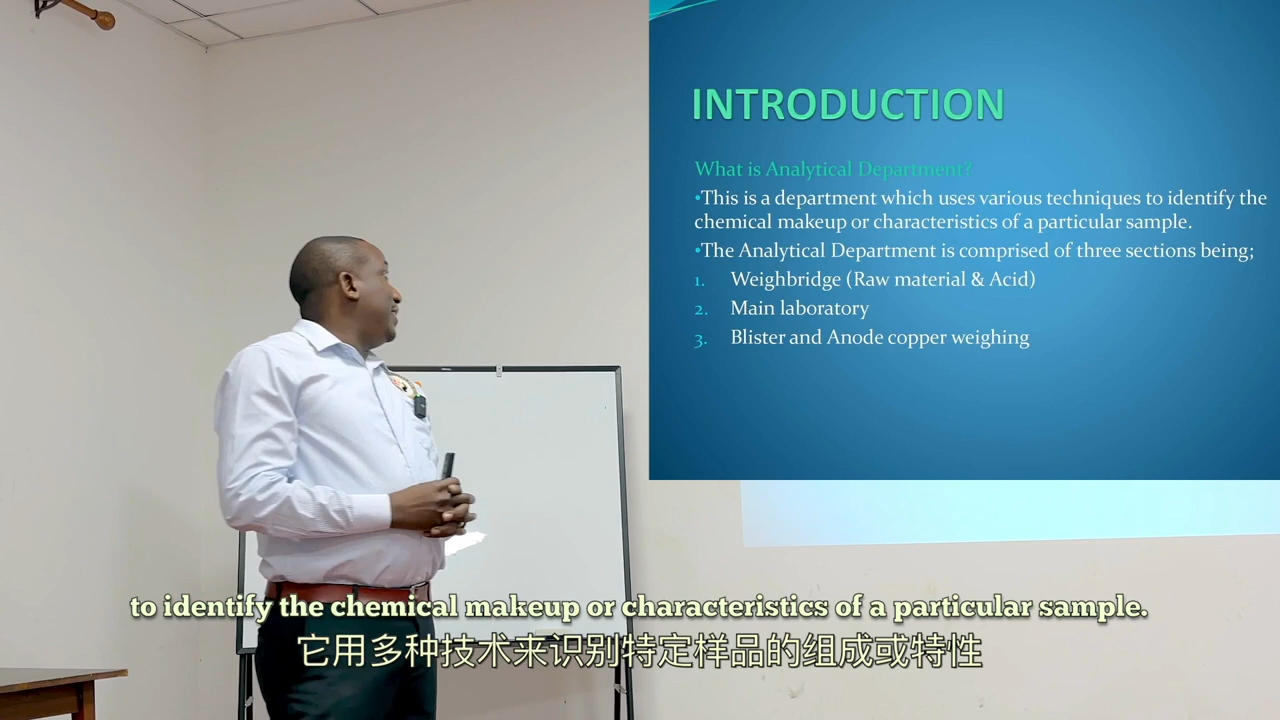 INTRODUCTION
What is Analytical Department?
•This is a department which uses various techniques to identify the
chemical makeup or characteristics of a particular sample.
•The Analytical Department is comprised of three sections being;
1. Weighbridge (Raw material & Acid)
2. Main laboratory
3. Blister and Anode copper weighing
to identify the chemical makeup or characteristics of a particular sample.
它用多种技术来识别特定样品的组成或特性